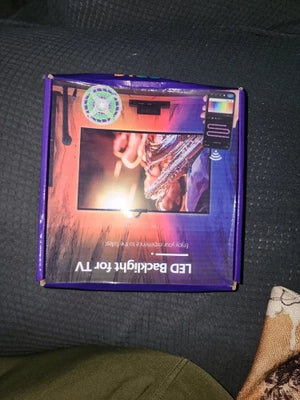 LED Backlight for TV
Enjoy your experience to the fullest